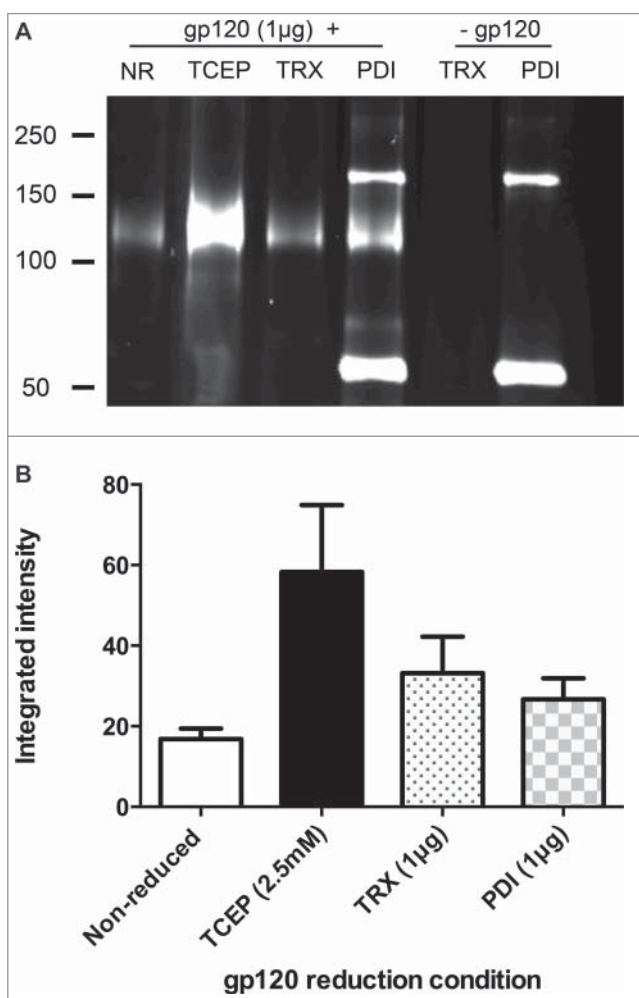 A
gp120 (1µg) +
- gp120
NR TCEP TRX PDI TRX PDI
250
150
100
50
B
Integrated intensity
80
60
40
20
0
Non-reduced
TCEP (2.5mM)
TRX (1µg)
PDI (1µg)
gp120 reduction condition